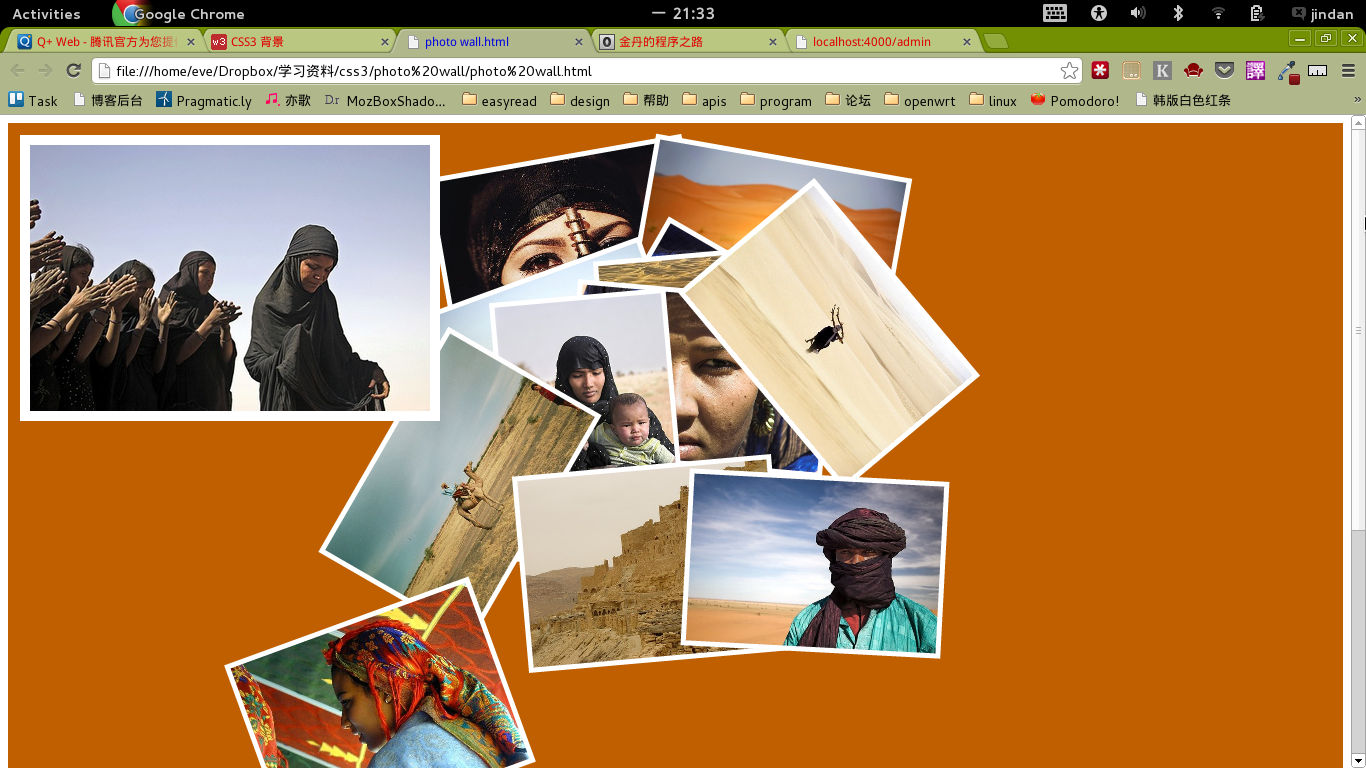 Activities Google Chrome 一 21:33 jindan
Q+ Web - 腾讯官方为您提 CSS3 背景 photo wall.html 金丹的程序之路 localhost:4000/admin
file:///home/eve/Dropbox/学习资料/css3/photo%20wall/photo%20wall.html
Task 博客后台 Pragmatic.ly 亦歌 Dr MozBoxShado... easyread design 帮助 apis program 论坛 openwrt linux Pomodoro! 韩版白色红条 »